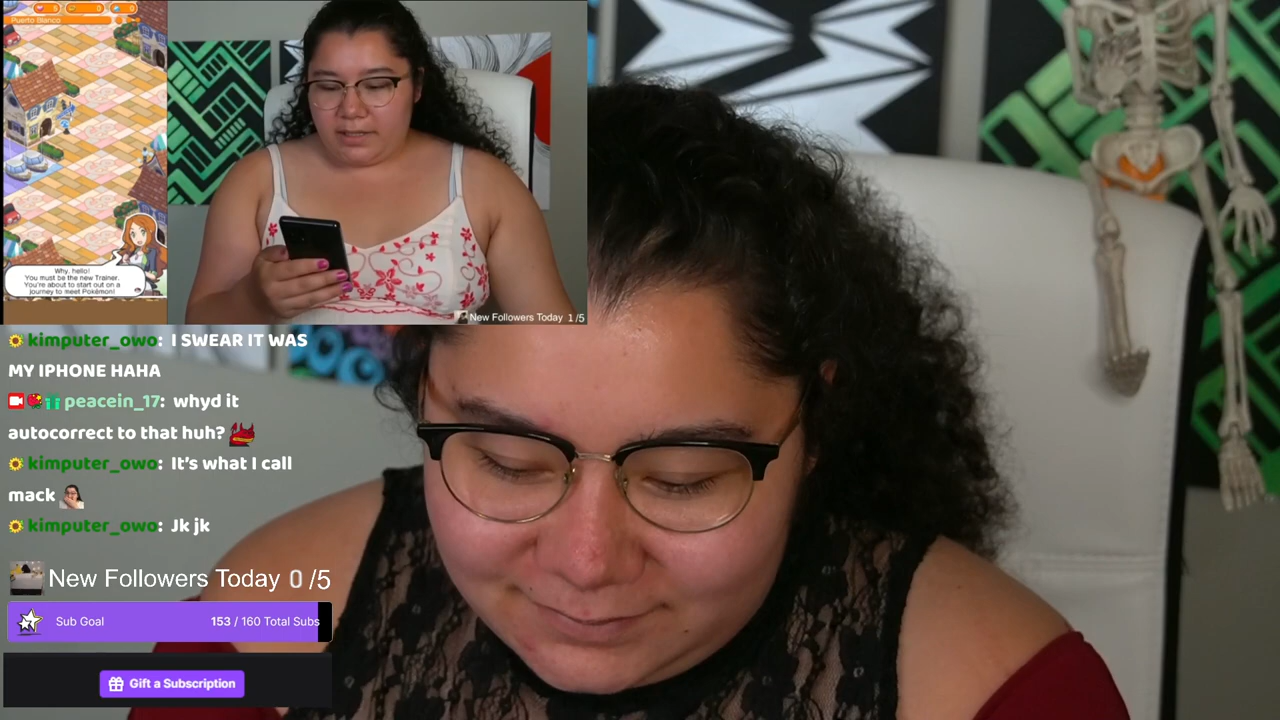 Puerto Blanco
Why, hello!
You must be the new Trainer.
You're about to start out on a
journey to meet Pokémon!
New Followers Today 1/5
kimputer_owo: I SWEAR IT WAS
MY IPHONE HAHA
peacein_17: whyd it
autocorrect to that huh?
kimputer_owo: It's what I call
mack
kimputer_owo: Jk jk
New Followers Today 0/5
Sub Goal
153 / 160 Total Subs
Gift a Subscription